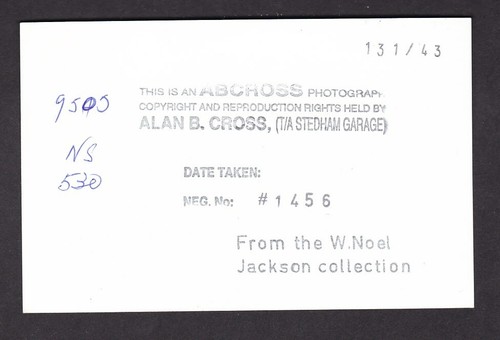 131/43
THIS IS AN ABCROSS PHOTOGRAPH
COPYRIGHT AND REPRODUCTION RIGHTS HELD BY
ALAN B. CROSS, (T/A STEDHAM GARAGE)
NS
530
DATE TAKEN:
NEG. No: #1456
From the W.Noel
Jackson collection